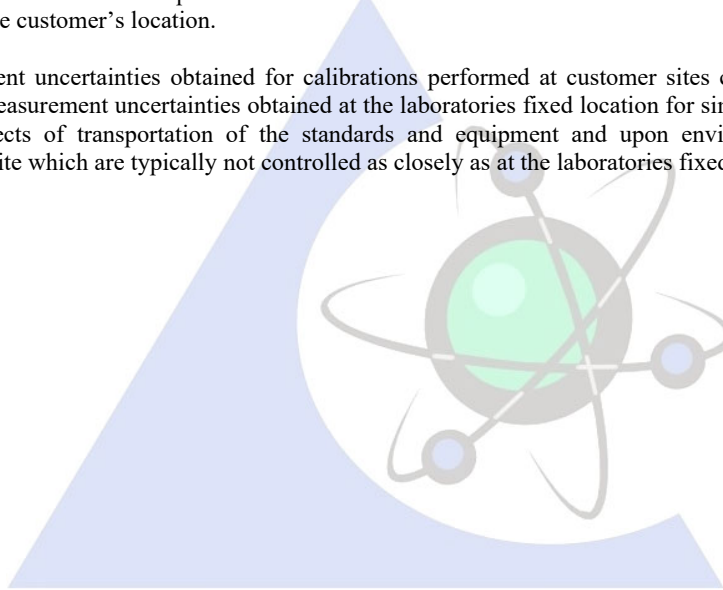 e customer’s location.
ent uncertainties obtained for calibrations performed at customer sites
easurement uncertainties obtained at the laboratories fixed location for
ects of transportation of the standards and equipment and upon
ite which are typically not controlled as closely as at the laboratories fixed